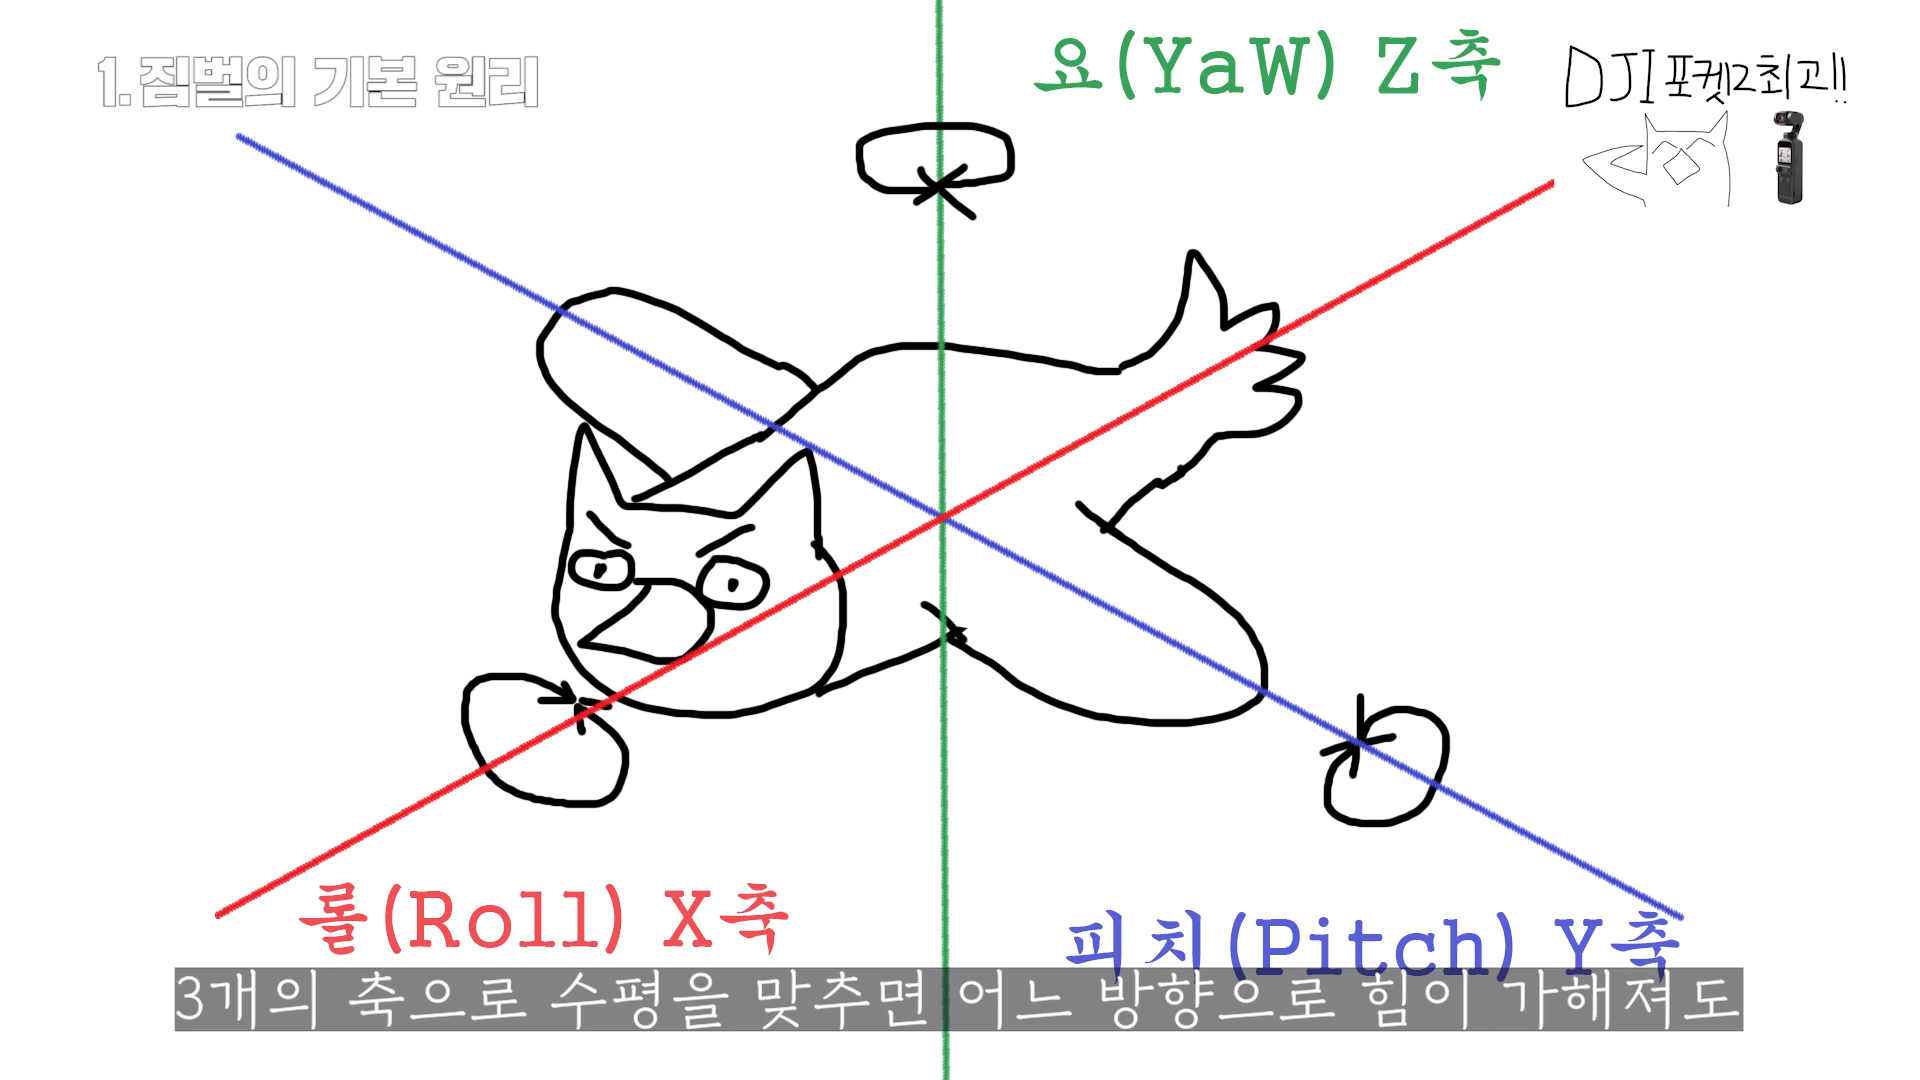 1. 짐벌의 기본 원리
요(YaW) Z축
DJI 포켓2최고!!
롤(Roll) X축
피치(Pitch) Y축
3개의 축으로 수평을 맞추면 어느 방향으로 힘이 가해져도